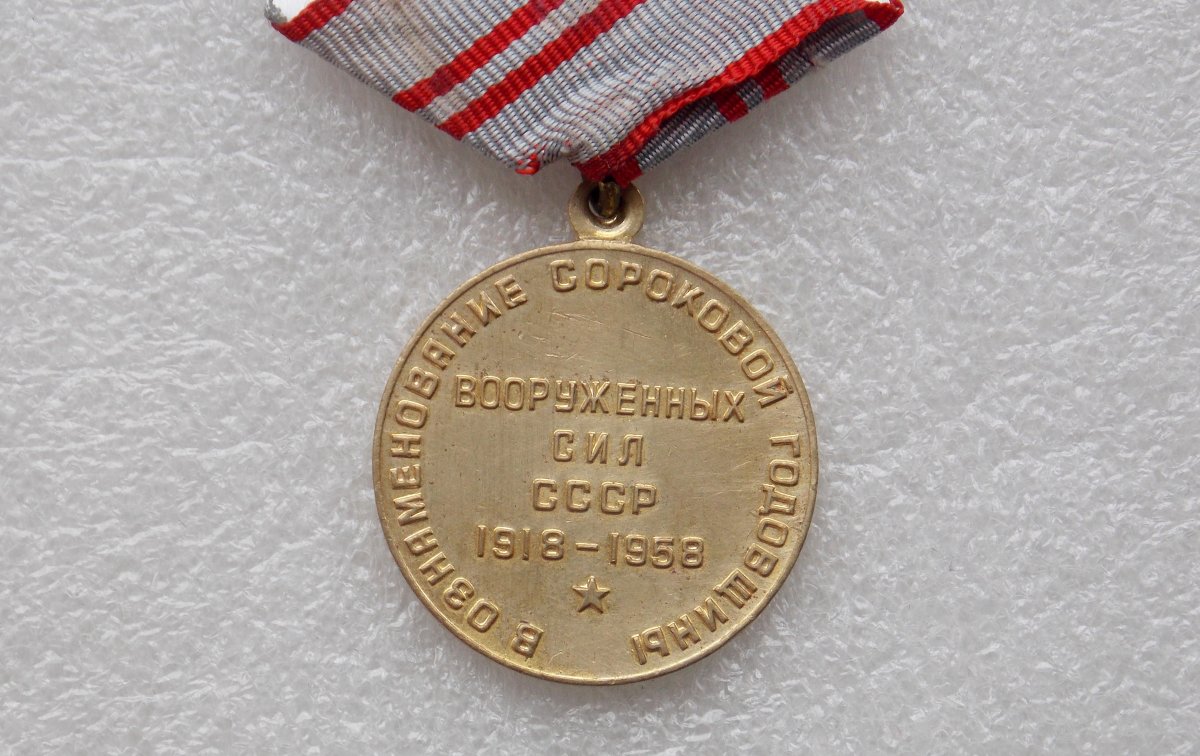 В ОЗНАМЕНОВАНИЕ СОРОКОВОЙ ГОДОВЩИНЫ
ВООРУЖЕННЫХ
СИЛ
СССР
1918-1958